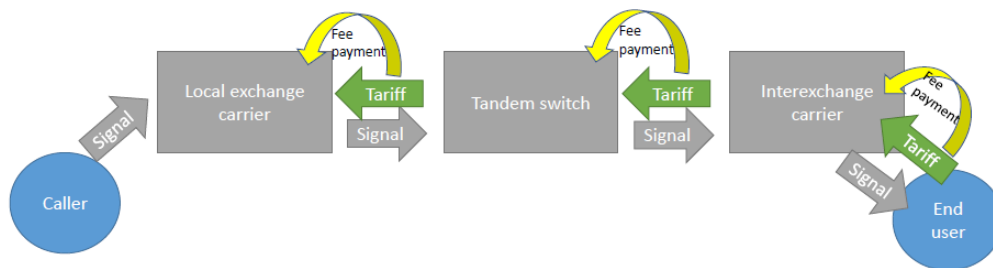 Fee
payment
Fee
payment
Fee
payment
Local exchange
carrier
Tariff
Signal
Tandem switch
Tariff
Signal
Interexchange
carrier
Tariff
Signal
Signal
Caller
End
user